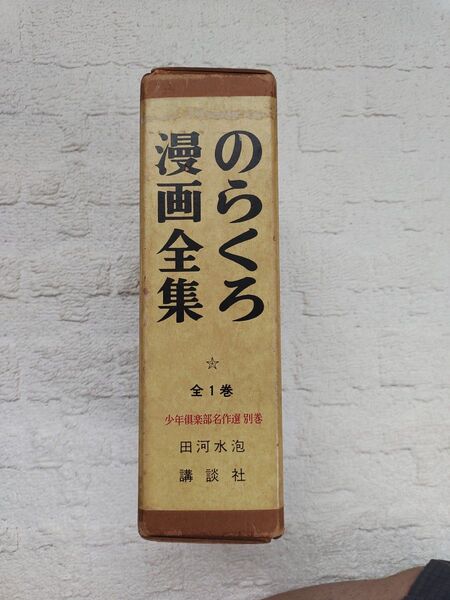 のらくろ
漫画全集
☆
全1巻
少年倶楽部名作選 別巻
田河水泡
講談社